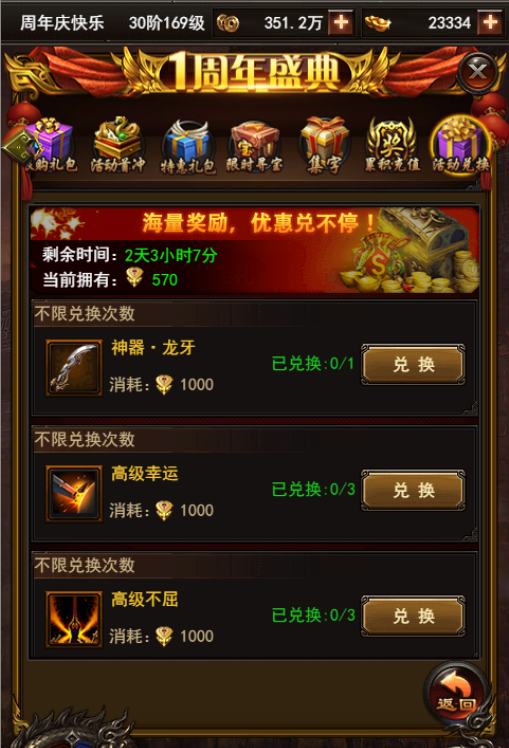 周年庆快乐 30阶169级 351.2万 23334
1周年盛典
限购礼包 活动首冲 特惠礼包 限时寻宝 集字 累积充值 活动兑换
海量奖励，优惠兑不停！
剩余时间：2天3小时7分
当前拥有： 570
不限兑换次数
神器·龙牙
已兑换:0/1 兑换
消耗： 1000
不限兑换次数
高级幸运
已兑换:0/3 兑换
消耗： 1000
不限兑换次数
高级不屈
已兑换:0/3 兑换
消耗： 1000
返回